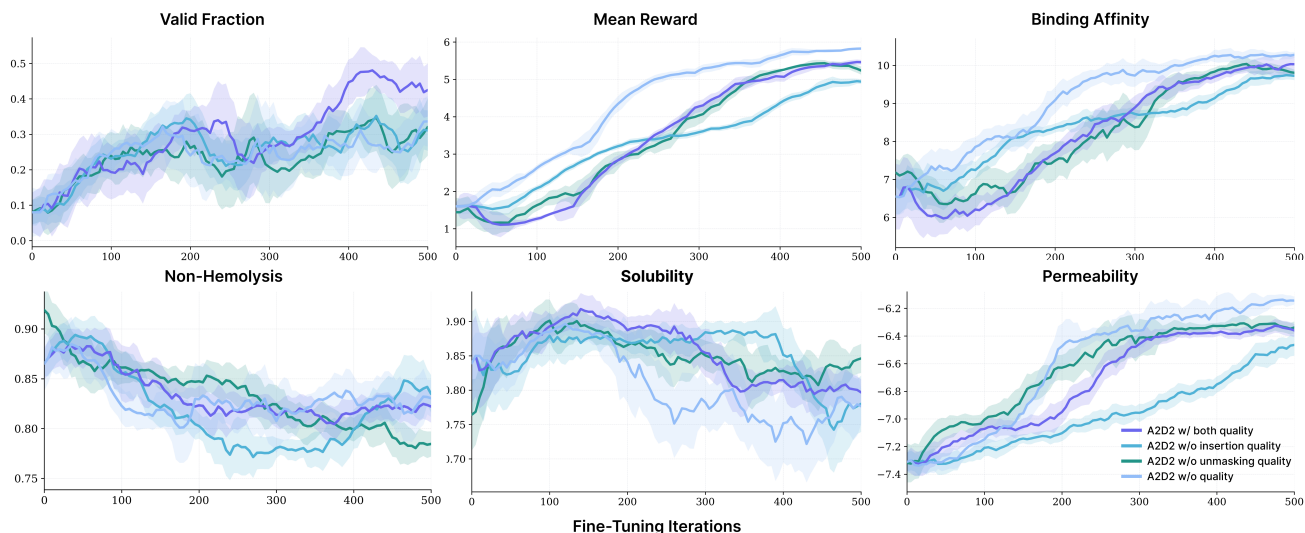 Valid Fraction
Mean Reward
Binding Affinity
0.5
0.4
0.3
0.2
0.1
0.0
0 100 200 300 400 500
6
5
4
3
2
1
0 100 200 300 400 500
10
9
8
7
6
0 100 200 300 400 500
Non-Hemolysis
Solubility
Permeability
0.90
0.85
0.80
0.75
0 100 200 300 400 500
3.90
3.85
3.80
3.75
3.70
0 100 200 300 400 500
−6.2
−6.4
−6.6
−6.8
−7.0
−7.2
−7.4
0 100 200 300 400 500
A2D2 w/ both quality
A2D2 w/o insertion quality
A2D2 w/o unmasking quality
A2D2 w/o quality
Fine-Tuning Iterations